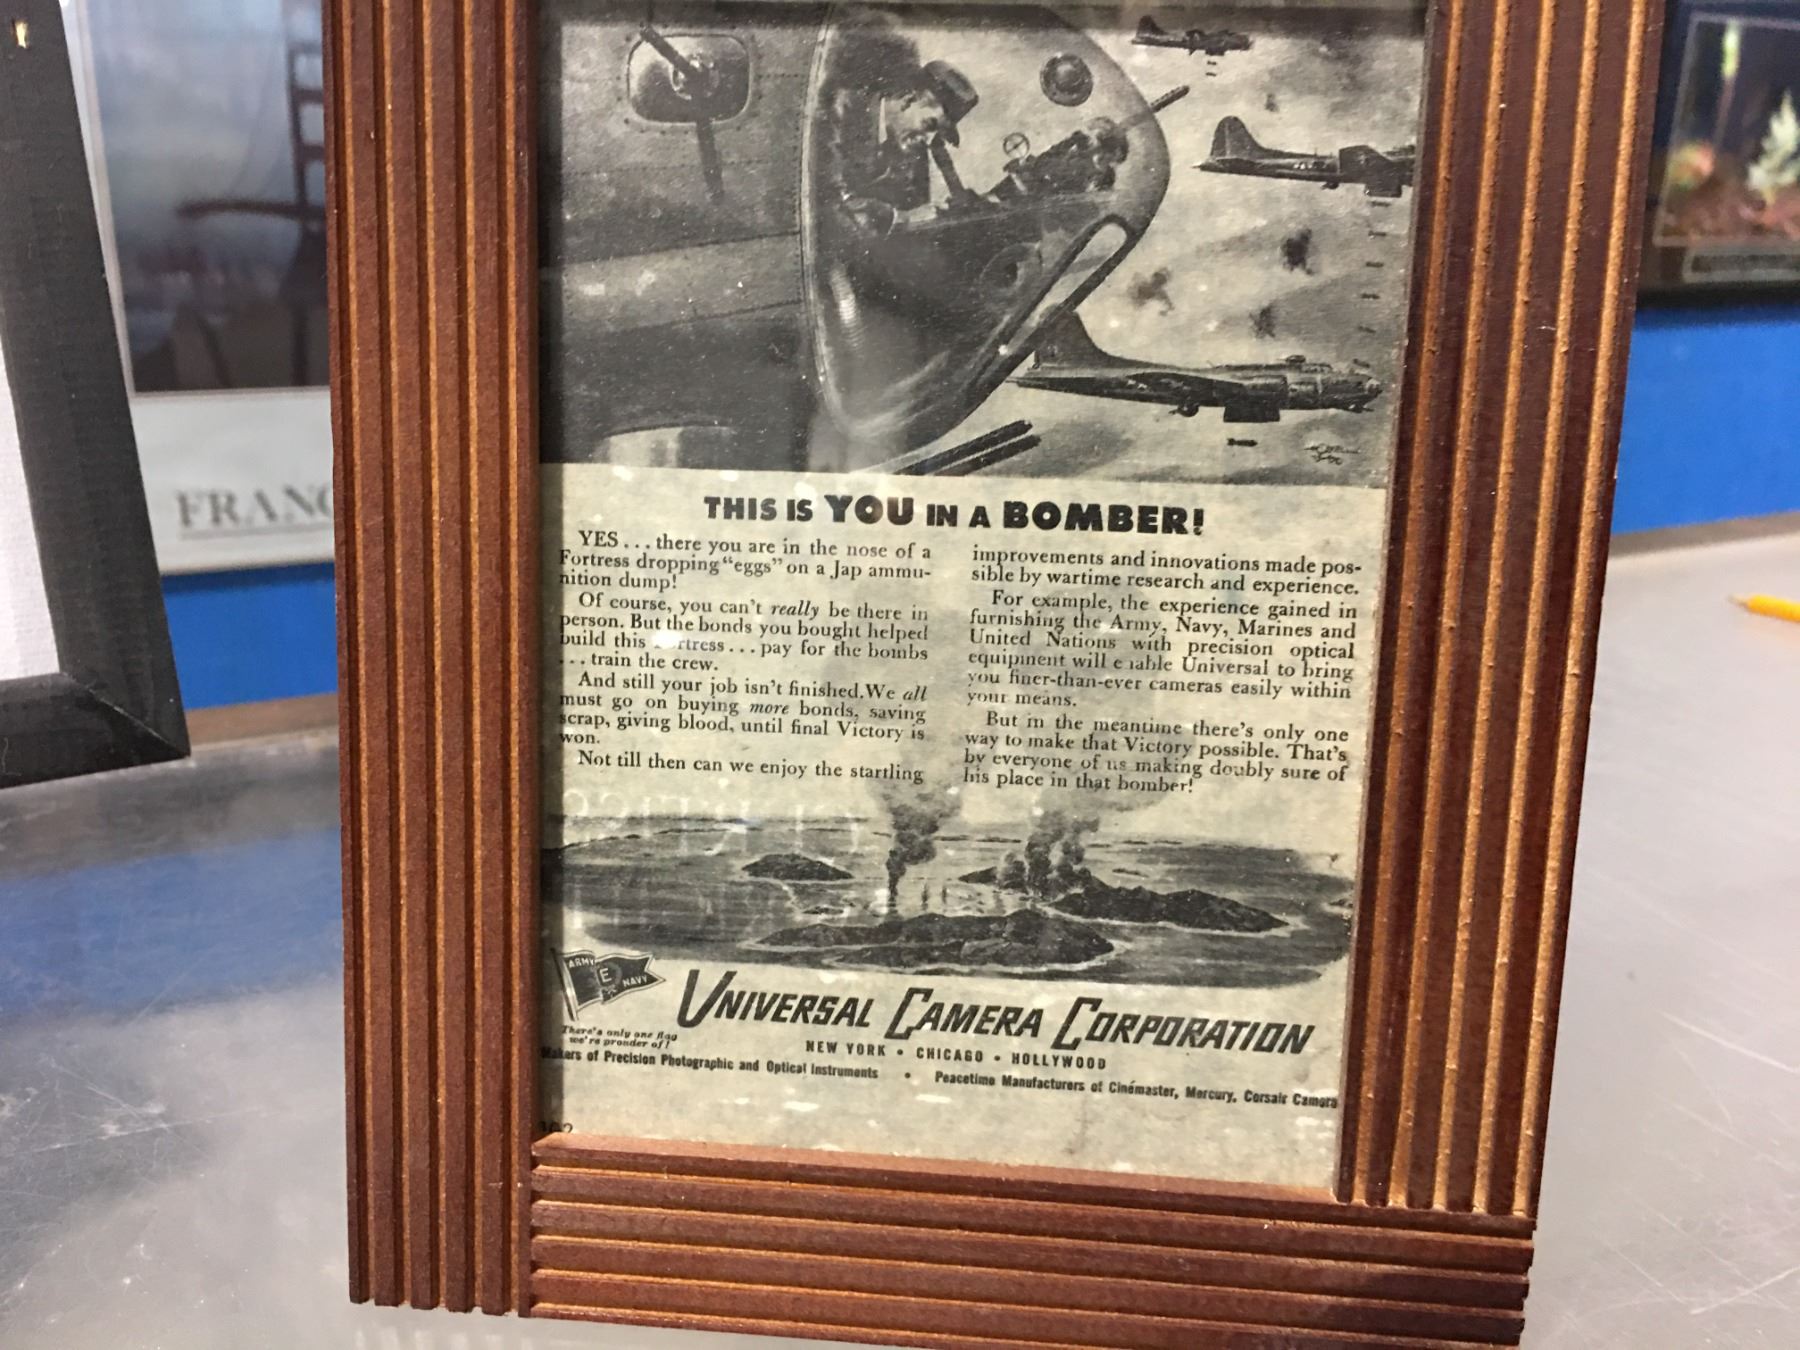 FRANC
THIS IS YOU IN A BOMBER!
YES ... there you are in the nose of a
Fortress dropping "eggs" on a Jap ammu-
nition dump!
Of course, you can't really be there in
person. But the bonds you bought helped
build this rtress ... pay for the bombs
... train the crew.
And still your job isn't finished. We all
must go on buying more bonds, saving
scrap, giving blood, until final Victory is
won.
Not till then can we enjoy the startling
improvements and innovations made pos-
sible by wartime research and experience.
For example, the experience gained in
furnishing the Army, Navy, Marines and
United Nations with precision optical
equipment will enable Universal to bring
you finer-than-ever cameras easily within
your means.
But in the meantime there's only one
way to make that Victory possible. That's
by everyone of us making doubly sure of
his place in that bomber!
ARMY E NAVY
There's only one flag
we're prouder of!
UNIVERSAL CAMERA CORPORATION
NEW YORK • CHICAGO • HOLLYWOOD
Makers of Precision Photographic and Optical Instruments • Peacetime Manufacturers of Cinémaster, Mercury, Corsair Camera
102